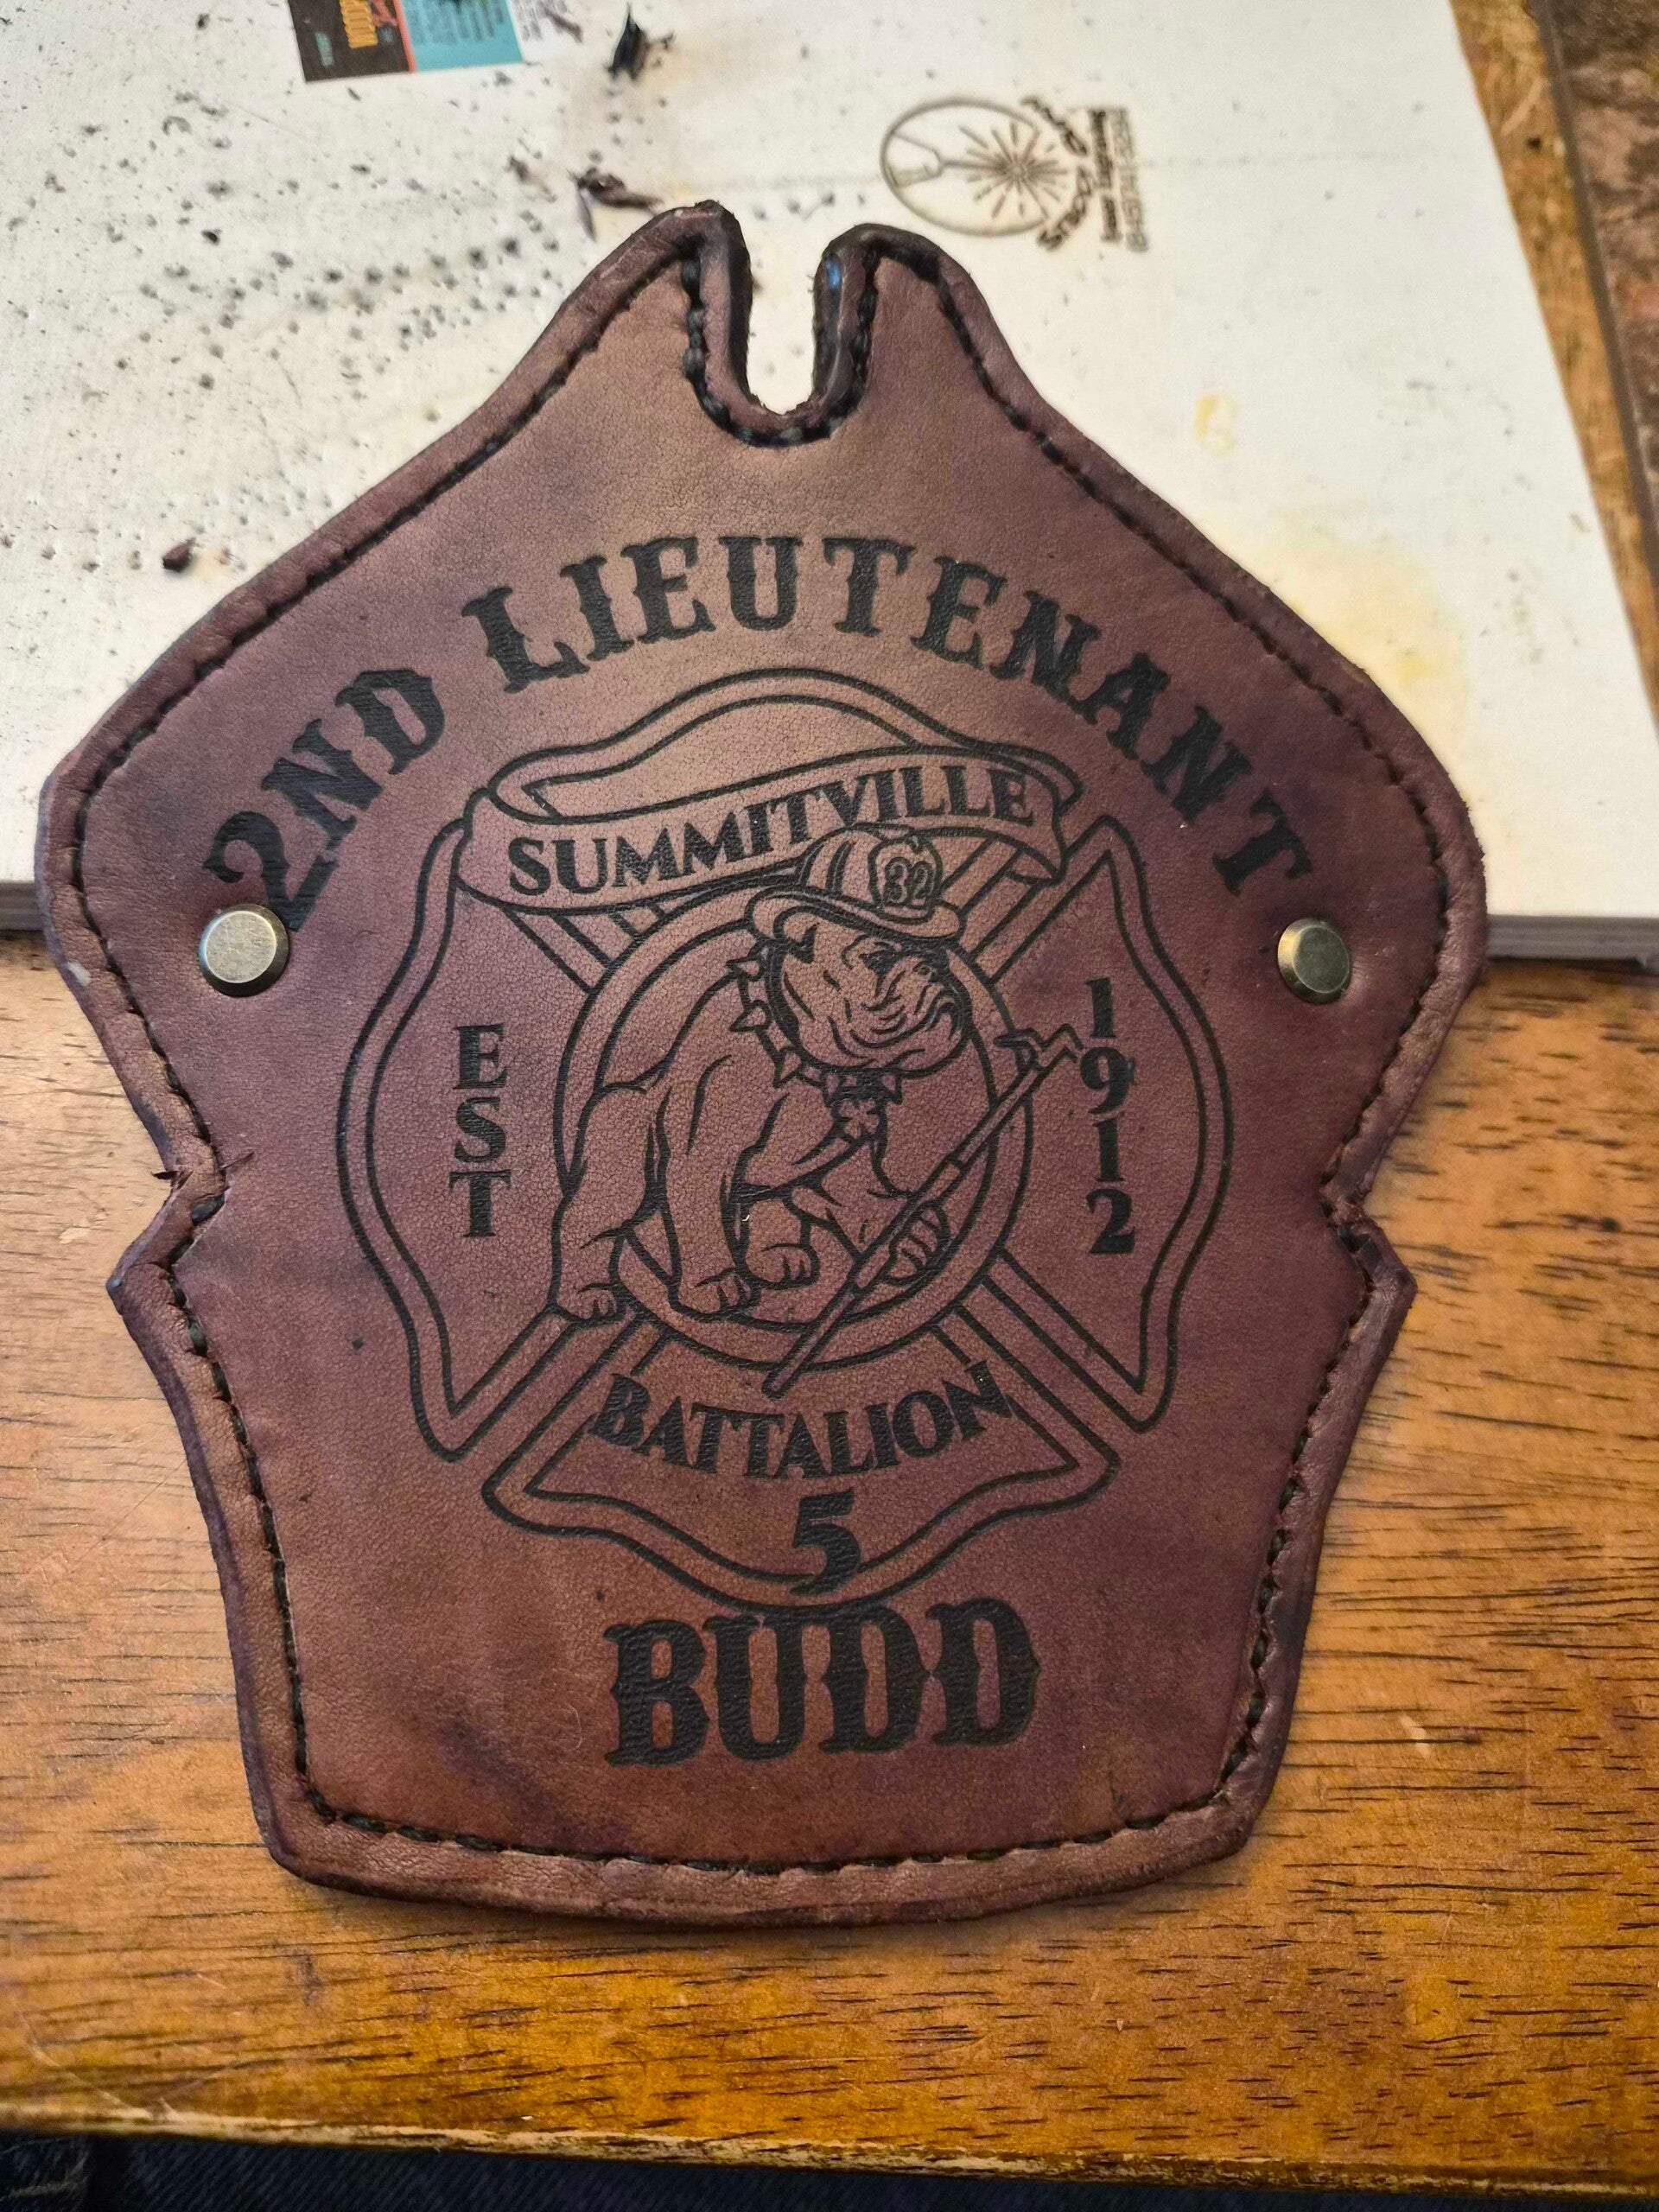 2ND LIEUTENANT
SUMMITVILLE
32
EST
1912
BATTALION
5
BUDD